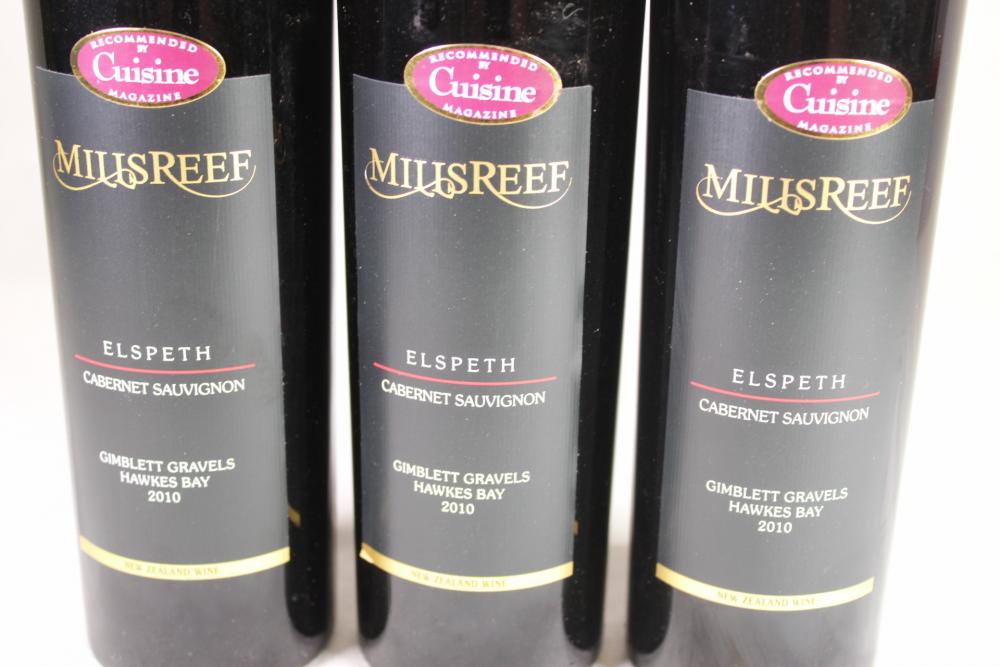 RECOMMENDED
BY
Cuisine
MAGAZINE
MILLSREEF
ELSPETH
CABERNET SAUVIGNON
GIMBLETT GRAVELS
HAWKES BAY
2010
NEW ZEALAND WINE
RECOMMENDED
BY
Cuisine
MAGAZINE
MILLSREEF
ELSPETH
CABERNET SAUVIGNON
GIMBLETT GRAVELS
HAWKES BAY
2010
NEW ZEALAND WINE
RECOMMENDED
BY
Cuisine
MAGAZINE
MILLSREEF
ELSPETH
CABERNET SAUVIGNON
GIMBLETT GRAVELS
HAWKES BAY
2010
NEW ZEALAND WINE